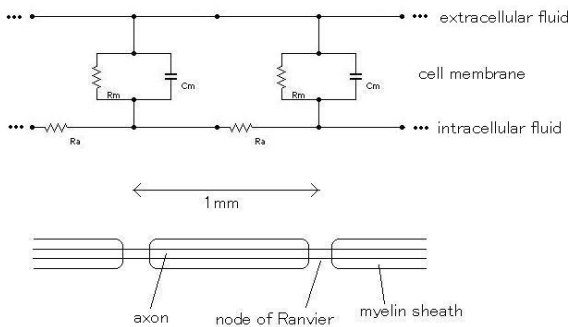 ••• ••• extracellular fluid
Rm Cm Rm Cm
cell membrane
••• ••• intracellular fluid
Ra Ra
1mm
axon
node of Ranvier
myelin sheath